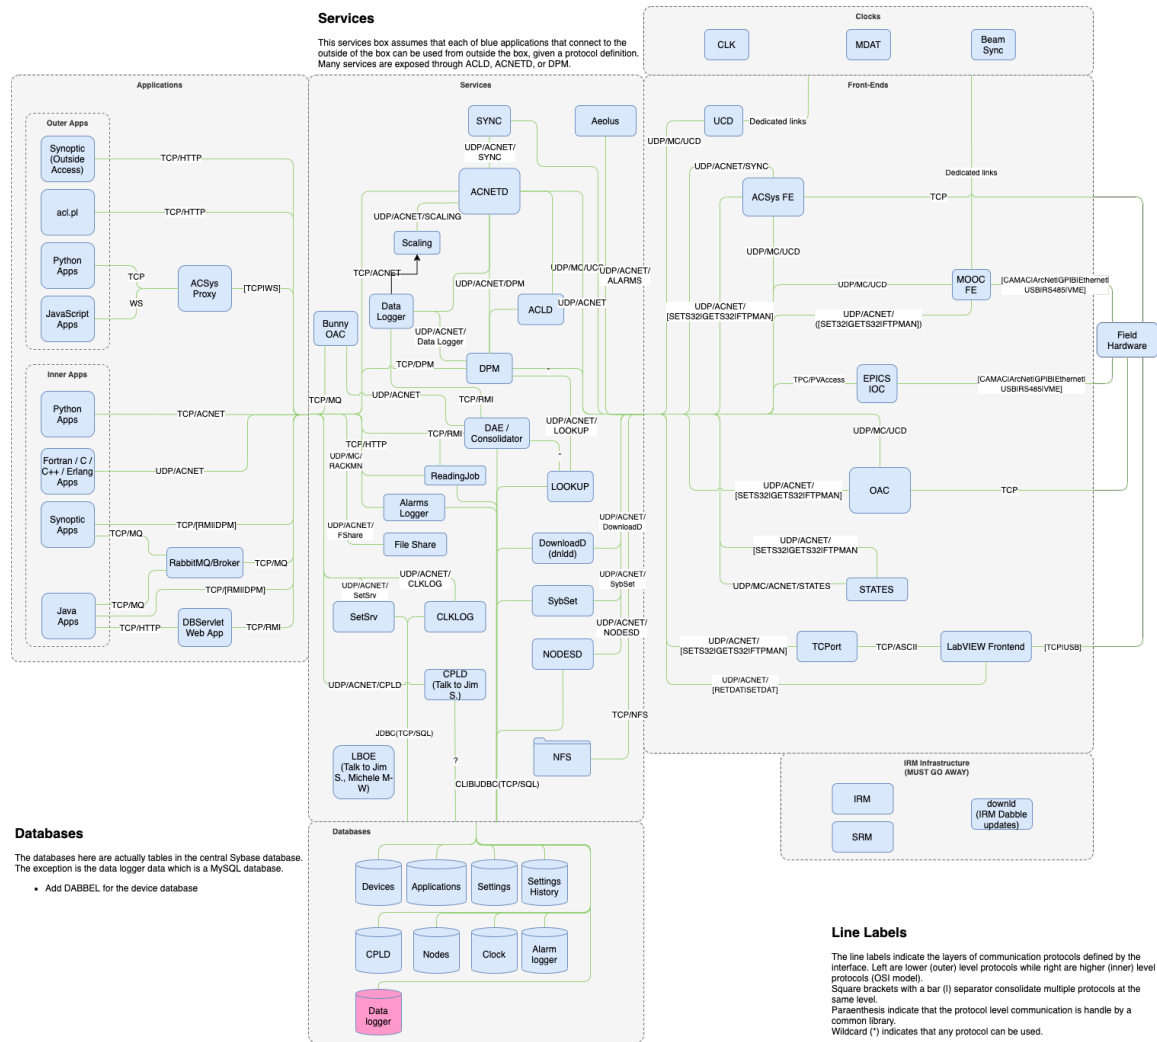 Services
This services box assumes that each of blue applications that connect to the
outside of the box can be used from outside the box, given a protocol definition.
Many services are exposed through ACLD, ACNETD, or DPM.
Clocks
CLK
MDAT
Beam
Sync
Applications
Outer Apps
Synoptic
(Outside
Access)
TCP/HTTP
acl.pl
TCP/HTTP
Python
Apps
TCP
WS
ACSys
Proxy
[TCP|WS]
JavaScript
Apps
Inner Apps
Python
Apps
TCP/ACNET
Fortran / C /
C++ / Erlang
Apps
UDP/ACNET
Synoptic
Apps
TCP/[RMI|DPM]
TCP/MQ
RabbitMQ/Broker
TCP/MQ
TCP/[RMI|DPM]
TCP/MQ
Java
Apps
TCP/HTTP
DBServlet
Web App
TCP/RMI
Services
SYNC
Aeolus
UDP/ACNET/
SYNC
ACNETD
UDP/ACNET/SCALING
Scaling
TCP/ACNET
UDP/ACNET/DPM
UDP/MC/UCD
UDP/ACNET/
ALARMS
Data
Logger
ACLD
UDP/ACNET
Bunny
OAC
UDP/ACNET/
Data Logger
TCP/DPM
DPM
*
TCP/MQ
UDP/ACNET
TCP/RMI
UDP/ACNET/
LOOKUP
DAE /
Consolidator
TCP/RMI
TCP/HTTP
UDP/MC/
RACKMN
*
ReadingJob
LOOKUP
Alarms
Logger
UDP/ACNET/
FShare
File Share
UDP/ACNET/
DownloadD
DownloadD
(dnldd)
UDP/ACNET/
CLKLOG
UDP/ACNET/
SetSrv
UDP/ACNET/
SybSet
SybSet
SetSrv
CLKLOG
UDP/ACNET/
NODESD
NODESD
UDP/ACNET/CPLD
CPLD
(Talk to Jim
S.)
TCP/NFS
JDBC(TCP/SQL)
?
NFS
LBOE
(Talk to Jim
S., Michele M-
W)
CLIB|JDBC(TCP/SQL)
Front-Ends
UCD
Dedicated links
UDP/MC/UCD
UDP/ACNET/SYNC
Dedicated links
ACSys FE
TCP
UDP/MC/UCD
UDP/MC/UCD
MOOC
FE
[CAMAC|ArcNet|GPIB|Ethernet|
USB|RS485|VME]
UDP/ACNET/
[SETS32|GETS32|FTPMAN]
UDP/ACNET/
([SETS32|GETS32|FTPMAN])
Field
Hardware
TPC/PVAccess
EPICS
IOC
[CAMAC|ArcNet|GPIB|Ethernet|
USB|RS485|VME]
UDP/MC/UCD
UDP/ACNET/
[SETS32|GETS32|FTPMAN]
OAC
TCP
UDP/ACNET/
[SETS32|GETS32|FTPMAN
UDP/MC/ACNET/STATES
STATES
UDP/ACNET/
[SETS32|GETS32|FTPMAN]
TCPort
TCP/ASCII
LabVIEW Frontend
[TCP|USB]
UDP/ACNET/
[RETDAT|SETDAT]
IRM Infrastructure
(MUST GO AWAY)
IRM
downld
(IRM Dabble
updates)
SRM
Databases
The databases here are actually tables in the central Sybase database.
The exception is the data logger data which is a MySQL database.
• Add DABBEL for the device database
Databases
Devices
Applications
Settings
Settings
History
CPLD
Nodes
Clock
Alarm
logger
Data
logger
Line Labels
The line labels indicate the layers of communication protocols defined by the
interface. Left are lower (outer) level protocols while right are higher (inner) level
protocols (OSI model).
Square brackets with a bar (|) separator consolidate multiple protocols at the
same level.
Paraenthesis indicate that the protocol level communication is handle by a
common library.
Wildcard (*) indicates that any protocol can be used.